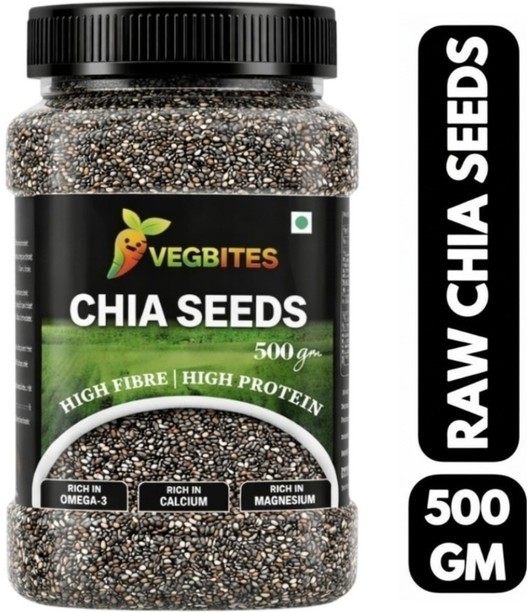 VEGBITES
CHIA SEEDS
500 gm
HIGH FIBRE | HIGH PROTEIN
RICH IN
OMEGA-3
RICH IN
CALCIUM
RICH IN
MAGNESIUM
RAW CHIA SEEDS
500
GM